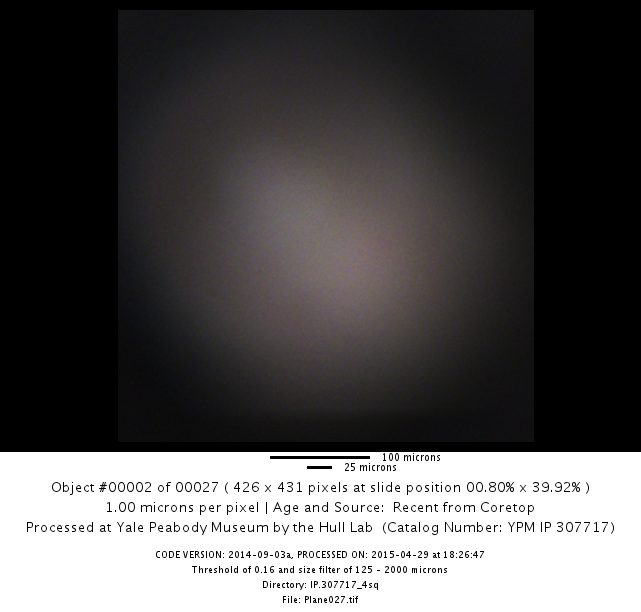 100 microns
25 microns
Object #00002 of 00027 ( 426 x 431 pixels at slide position 00.80% x 39.92% )
1.00 microns per pixel | Age and Source: Recent from Coretop
Processed at Yale Peabody Museum by the Hull Lab (Catalog Number: YPM IP 307717)
CODE VERSION: 2014-09-03a, PROCESSED ON: 2015-04-29 at 18:26:47
Threshold of 0.16 and size filter of 125 - 2000 microns
Directory: IP.307717_4sq
File: Plane027.tif